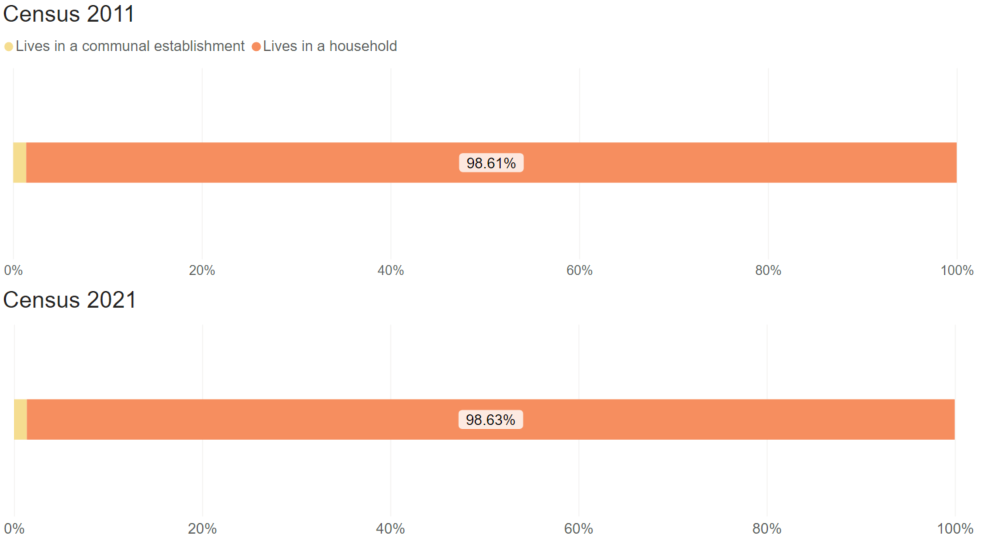 Census 2011
Lives in a communal establishment Lives in a household
98.61%
0% 20% 40% 60% 80% 100%
Census 2021
98.63%
0% 20% 40% 60% 80% 100%